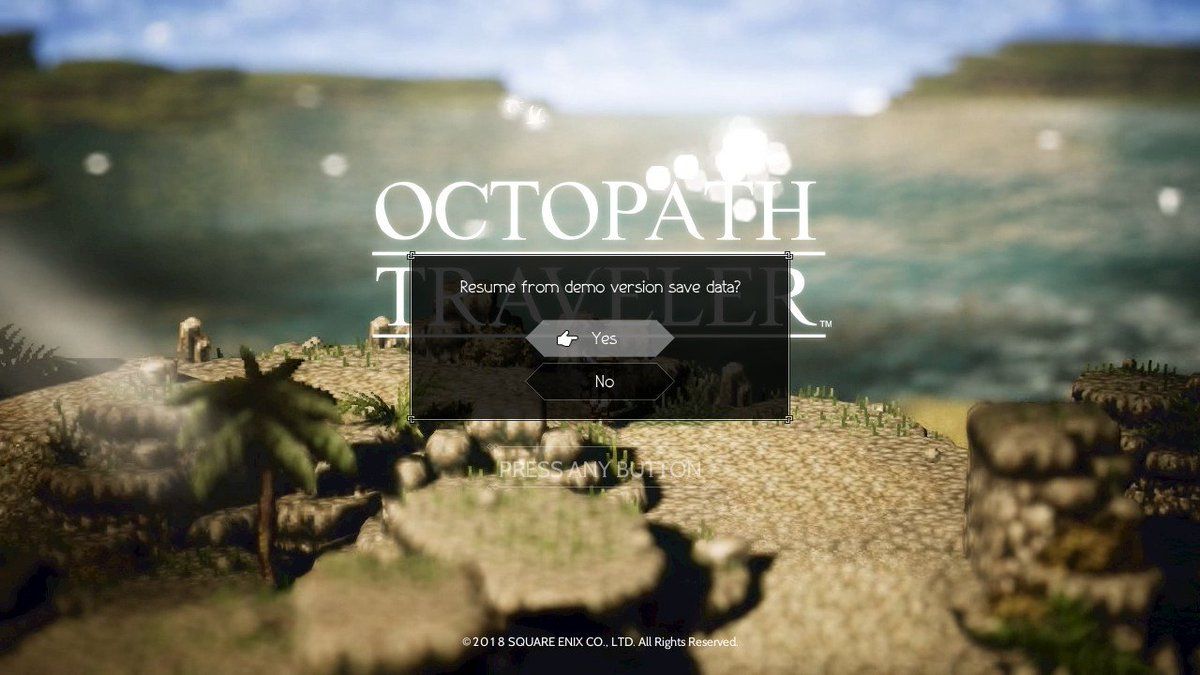 OCTOPATH
TRAVELER™
Resume from demo version save data?
Yes
No
PRESS ANY BUTTON
©2018 SQUARE ENIX CO., LTD. All Rights Reserved.